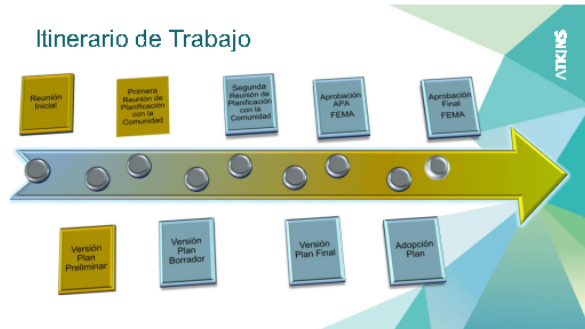 Itinerario de Trabajo
ATKINS
Reunión
Inicial
Primera
Reunión de
Planificación
con la
Comunidad
Segunda
Reunión de
Planificación
con la
Comunidad
Aprobación
APA
FEMA
Aprobación
Final
FEMA
Versión
Plan
Preliminar
Versión
Plan
Borrador
Versión
Plan Final
Adopción
Plan